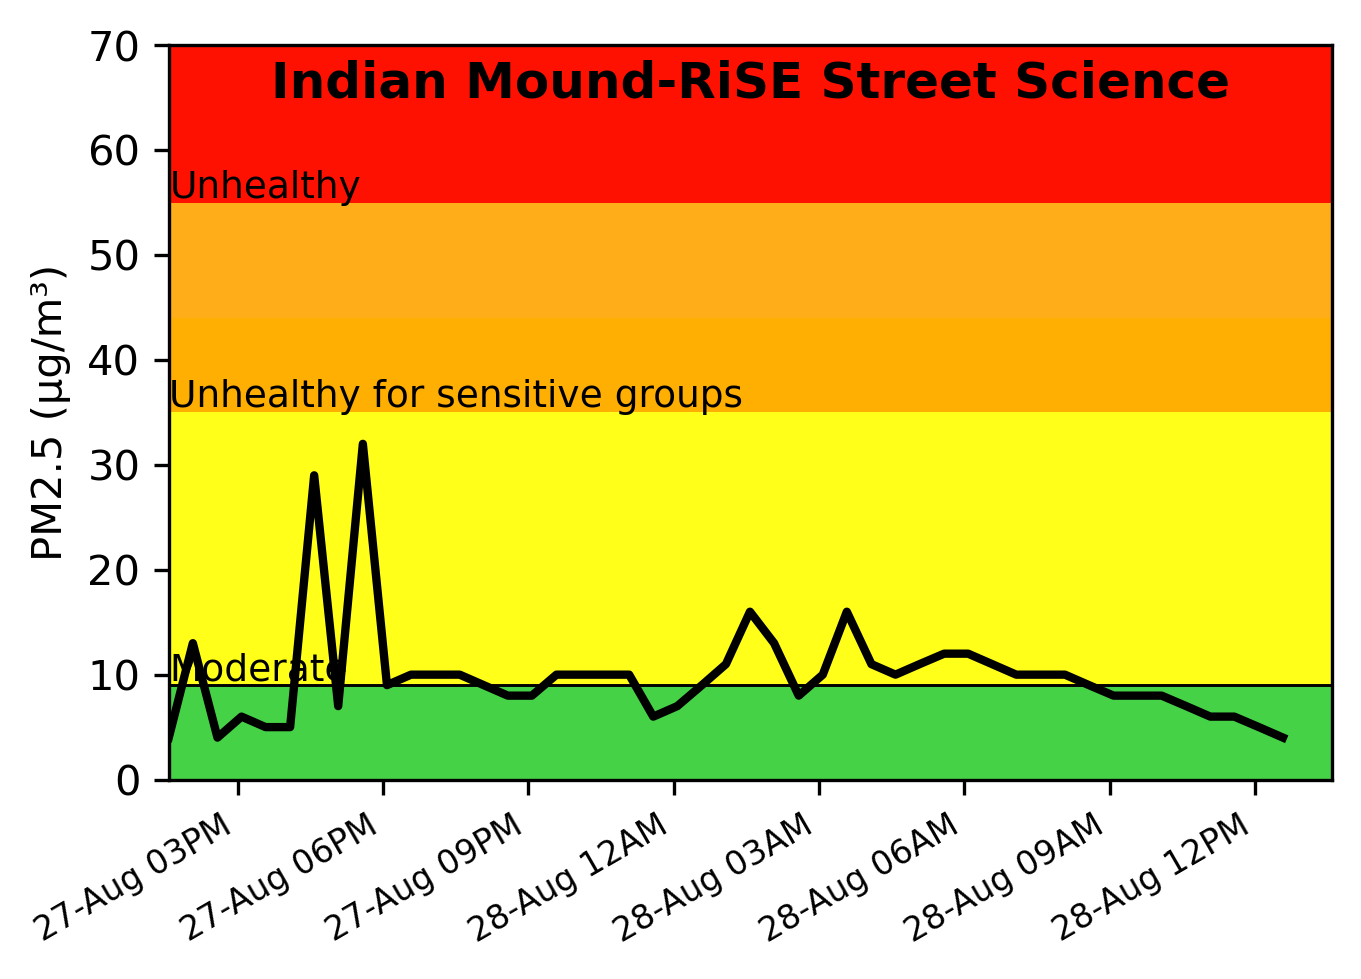 Indian Mound-RiSE Street Science
PM2.5 (µg/m³)
70
60
50
40
30
20
10
0
Unhealthy
Unhealthy for sensitive groups
Moderate
27-Aug 03PM
27-Aug 06PM
27-Aug 09PM
28-Aug 12AM
28-Aug 03AM
28-Aug 06AM
28-Aug 09AM
28-Aug 12PM